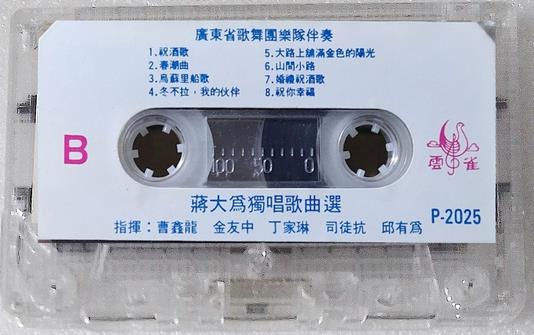 廣東省歌舞團樂隊伴奏
1.祝酒歌 5.大路上舖滿金色的陽光
2.春潮曲 6.山間小路
3.烏蘇里船歌 7.婚禮祝酒歌
4.冬不拉，我的伙伴 8.祝你幸福
B
100 50 0
雲雀
蔣大爲獨唱歌曲選
P-2025
指揮：曹鑫龍 金友中 丁家琳 司徒抗 邱有爲